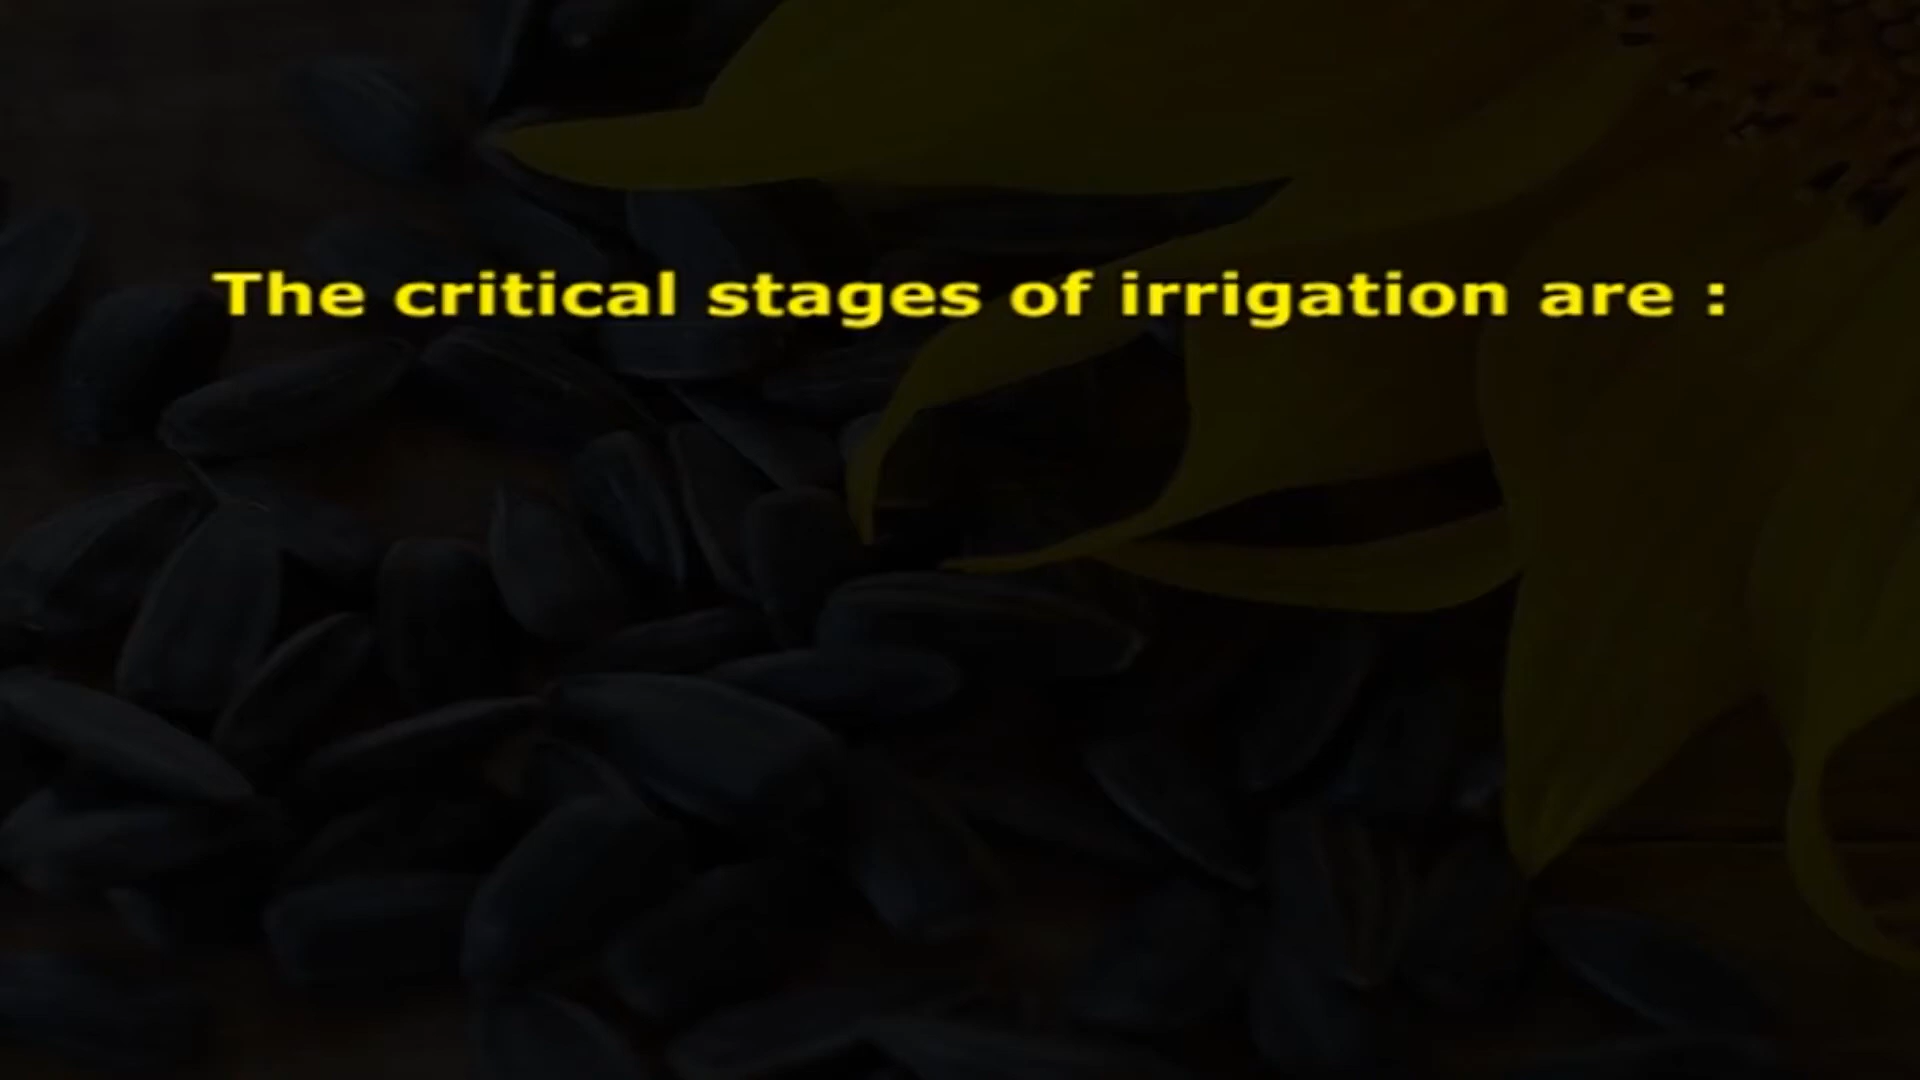 The critical stages of irrigation are :